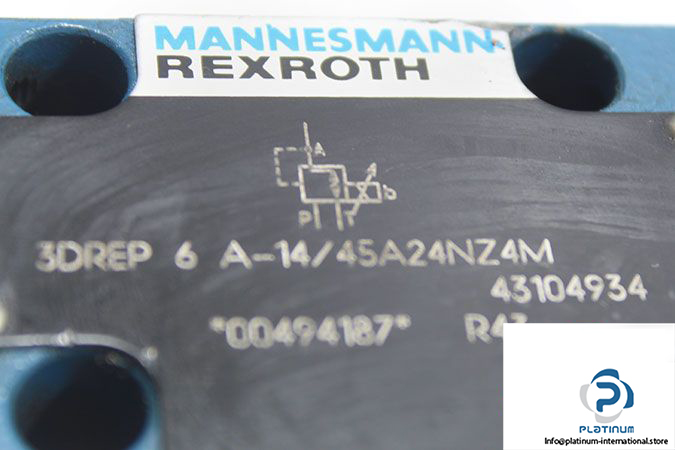 MANNESMANN
REXROTH
A
b
P T
3DREP 6 A-14/45A24NZ4M
43104934
"00494187"
PLATINUM
Info@platinum-international.store